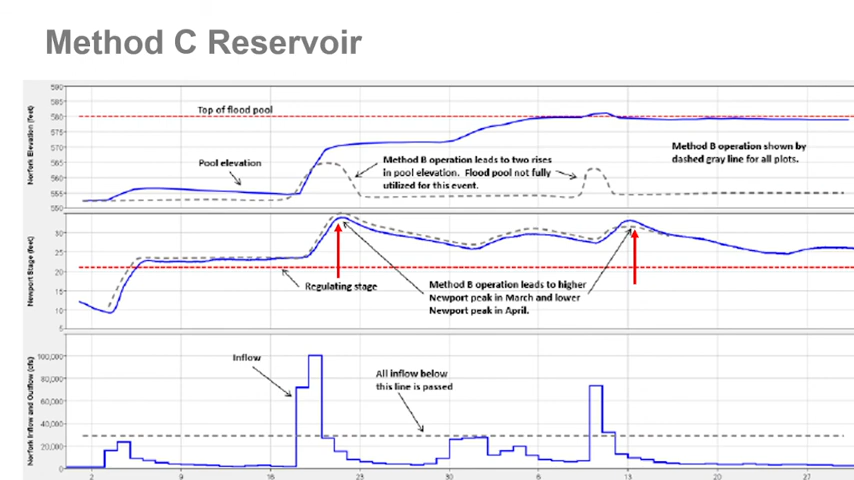 Method C Reservoir
590
585
580
575
570
565
560
555
550
Norfork Elevation (feet)
Top of flood pool
Pool elevation
Method B operation leads to two rises
in pool elevation. Flood pool not fully
utilized for this event.
Method B operation shown by
dashed gray line for all plots.
30
25
20
15
10
5
Newport Stage (feet)
Regulating stage
Method B operation leads to higher
Newport peak in March and lower
Newport peak in April.
100,000
80,000
60,000
40,000
20,000
0
Norfork Inflow and Outflow (cfs)
Inflow
All inflow below
this line is passed
2 9 16 23 30 6 13 20 27